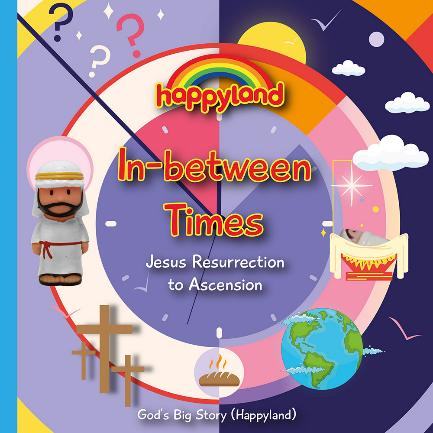 ? ? ?
happyland
In-between
Times
Jesus Resurrection
to Ascension
God's Big Story (Happyland)